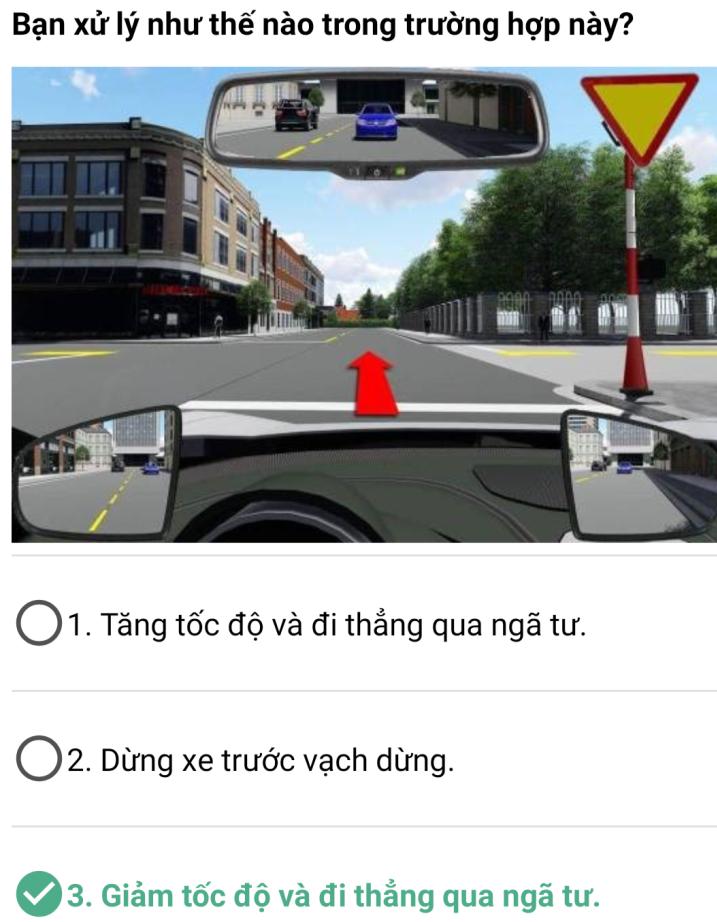 Bạn xử lý như thế nào trong trường hợp này?
1. Tăng tốc độ và đi thẳng qua ngã tư.
2. Dừng xe trước vạch dừng.
3. Giảm tốc độ và đi thẳng qua ngã tư.